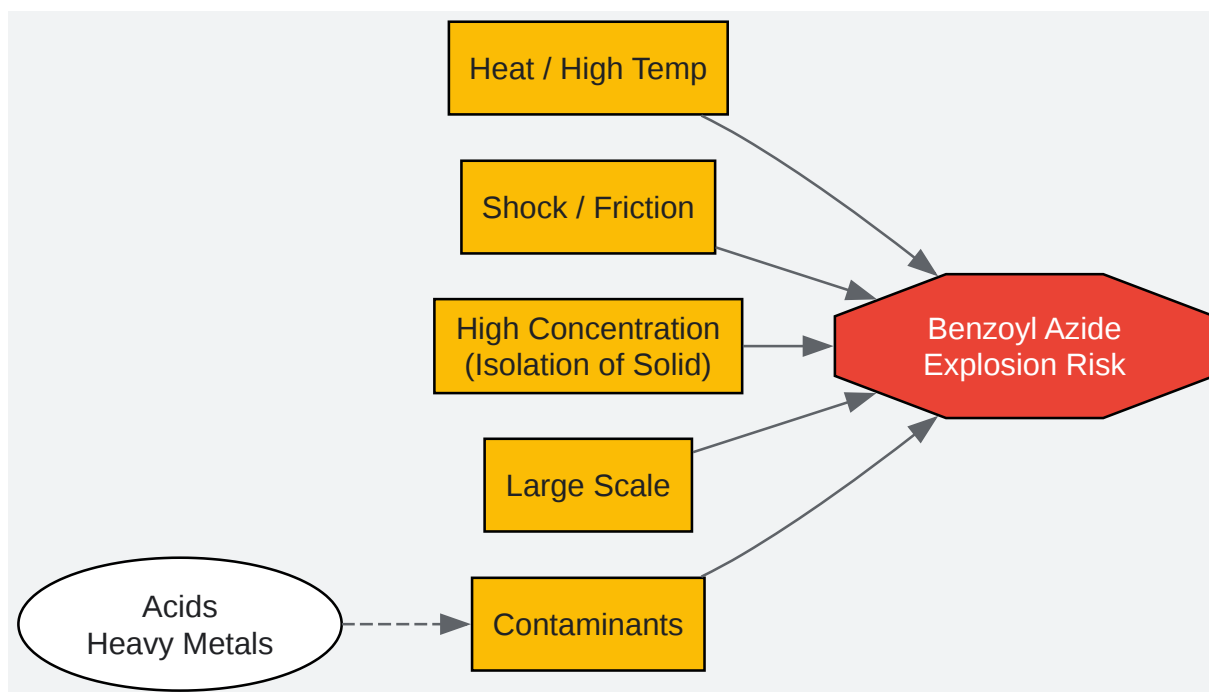 Heat / High Temp
Shock / Friction
High Concentration
(Isolation of Solid)
Benzoyl Azide
Explosion Risk
Large Scale
Acids
Heavy Metals
Contaminants